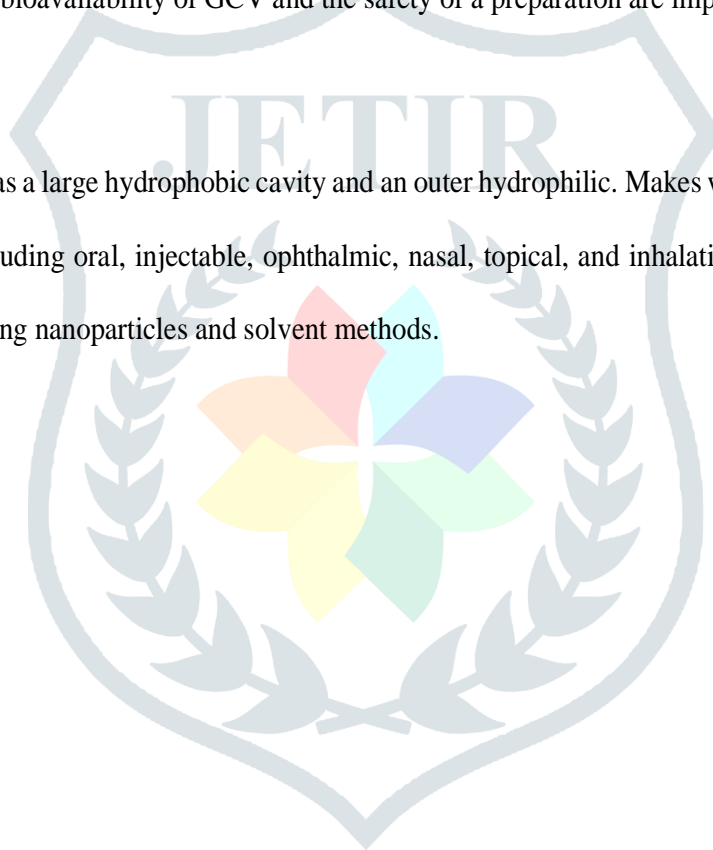 bioavailability of GCV and the safety of a preparation are imp
JETIR
as a large hydrophobic cavity and an outer hydrophilic. Makes
uding oral, injectable, ophthalmic, nasal, topical, and inhalati
ng nanoparticles and solvent methods.